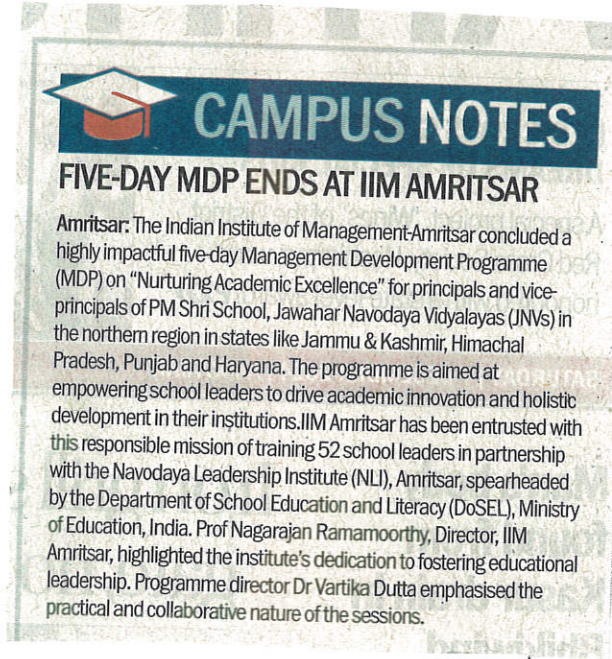 CAMPUS NOTES
FIVE-DAY MDP ENDS AT IIM AMRITSAR
Amritsar: The Indian Institute of Management-Amritsar concluded a
highly impactful five-day Management Development Programme
(MDP) on “Nurturing Academic Excellence” for principals and vice-
principals of PM Shri School, Jawahar Navodaya Vidyalayas (JNVs) in
the northern region in states like Jammu & Kashmir, Himachal
Pradesh, Punjab and Haryana. The programme is aimed at
empowering school leaders to drive academic innovation and holistic
development in their institutions.IIM Amritsar has been entrusted with
this responsible mission of training 52 school leaders in partnership
with the Navodaya Leadership Institute (NLI), Amritsar, spearheaded
by the Department of School Education and Literacy (DoSEL), Ministry
of Education, India. Prof Nagarajan Ramamoorthy, Director, IIM
Amritsar, highlighted the institute’s dedication to fostering educational
leadership. Programme director Dr Vartika Dutta emphasised the
practical and collaborative nature of the sessions.